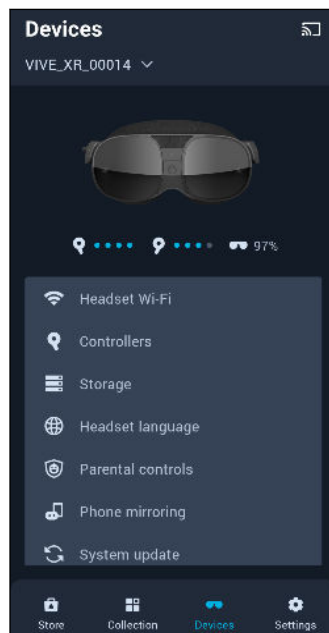 Devices
VIVE_XR_00014
97%
Headset Wi-Fi
Controllers
Storage
Headset language
Parental controls
Phone mirroring
System update
Store Collection Devices Settings